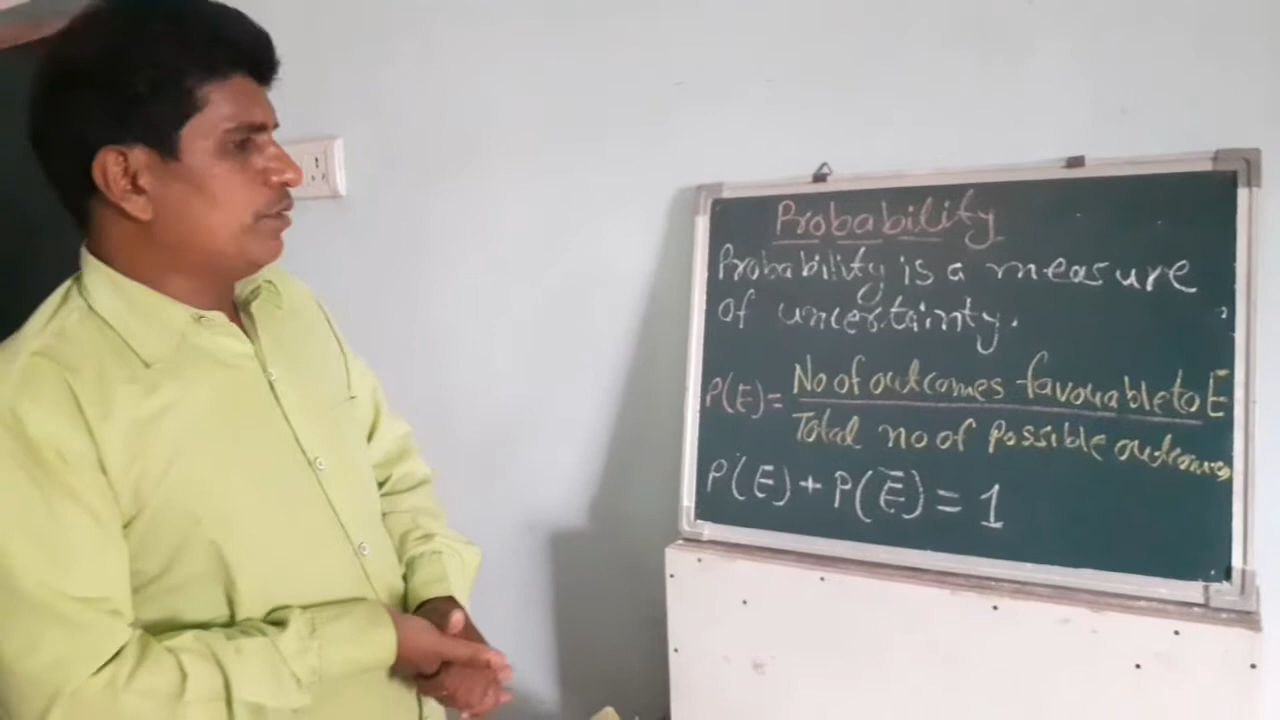 Probability
Probability is a measure
of uncertainty.
P(E) = No of outcomes favourable to E
Total no of possible outcomes
P(E) + P(E̅) = 1